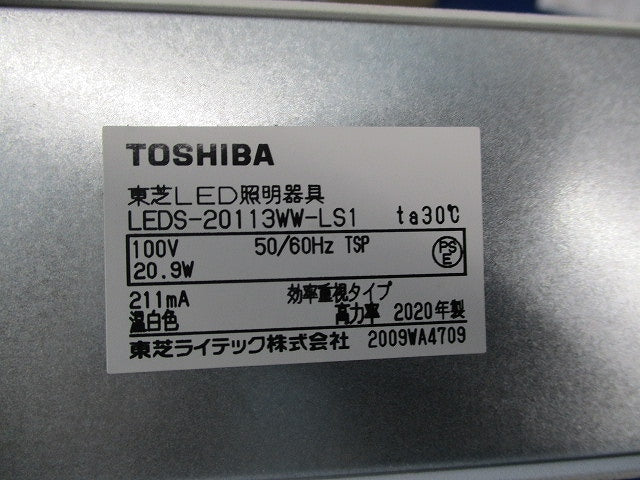 TOSHIBA
東芝LED照明器具
LEDS-20113WW-LS1 ta30℃
100V 50/60Hz TSP PSE
20.9W
211mA 効率重視タイプ
温白色 高力率 2020年製
東芝ライテック株式会社 2009WA4709